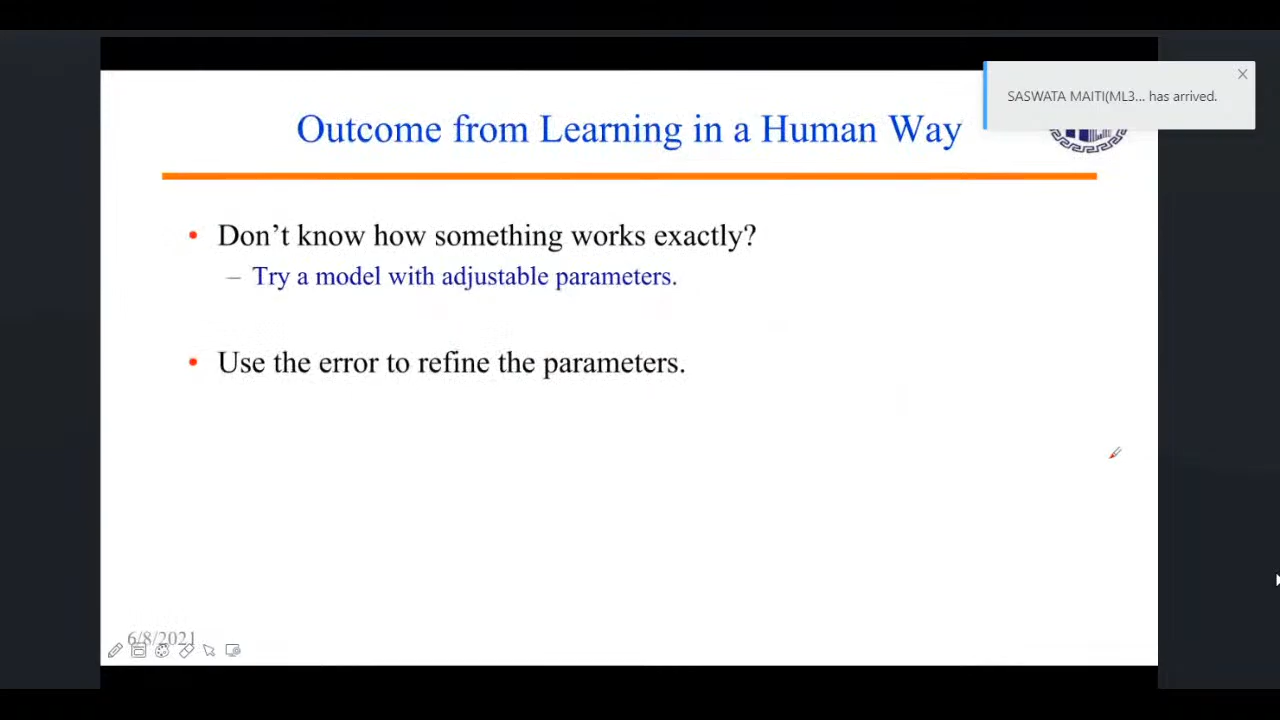 SASWATA MAITI(ML3... has arrived.
Outcome from Learning in a Human Way
• Don’t know how something works exactly?
– Try a model with adjustable parameters.
• Use the error to refine the parameters.
6/8/2021